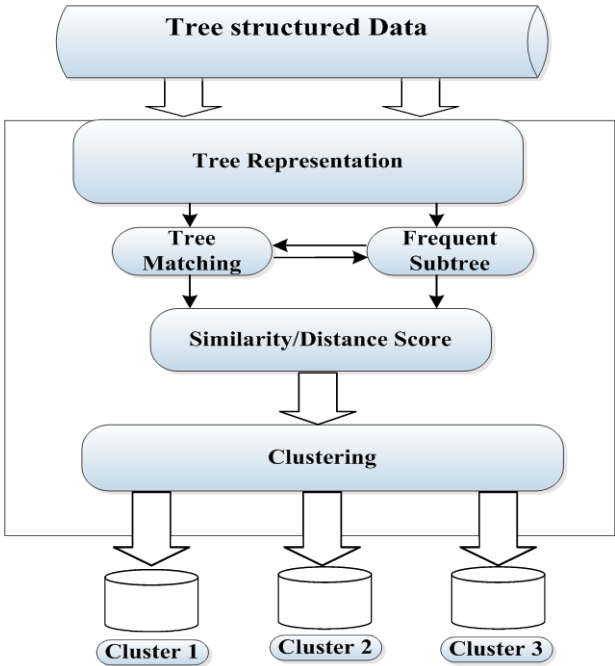 Tree structured Data
Tree Representation
Tree
Matching
Frequent
Subtree
Similarity/Distance Score
Clustering
Cluster 1
Cluster 2
Cluster 3